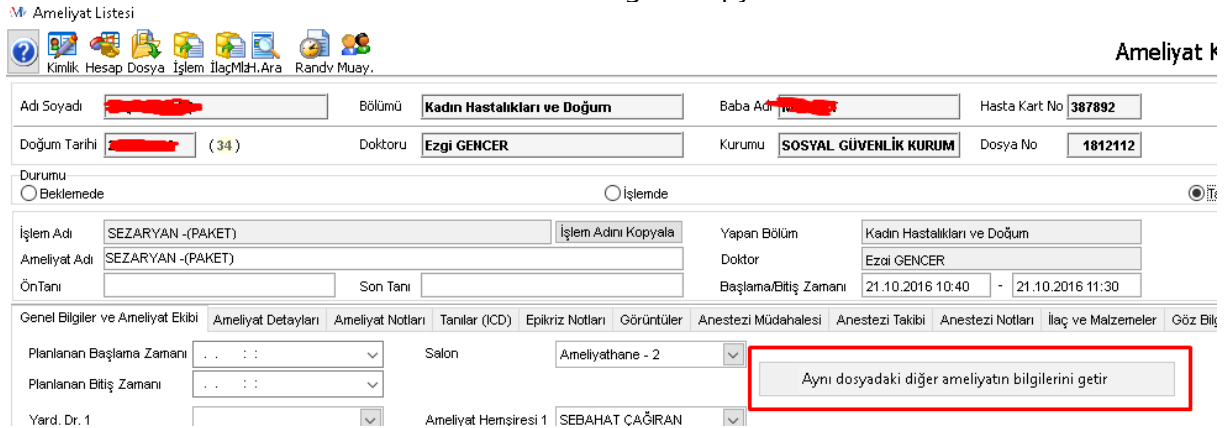 Ameliyat Listesi
Kimlik Hesap Dosya İşlem İlaçMlz H.Ara Randv Muay.
Ameliyat K
Adı Soyadı Bölümü Kadın Hastalıkları ve Doğum Baba Adı Hasta Kart No 387892
Doğum Tarihi (34) Doktoru Ezgi GENCER Kurumu SOSYAL GÜVENLİK KURUM Dosya No 1812112
Durumu
Beklemede İşlemde Ta
İşlem Adı SEZARYAN -(PAKET) İşlem Adını Kopyala Yapan Bölüm Kadın Hastalıkları ve Doğum
Ameliyat Adı SEZARYAN -(PAKET) Doktor Ezgi GENCER
ÖnTanı Son Tanı Başlama/Bitiş Zamanı 21.10.2016 10:40 - 21.10.2016 11:30
Genel Bilgiler ve Ameliyat Ekibi Ameliyat Detayları Ameliyat Notları Tanılar (ICD) Epikriz Notları Görüntüler Anestezi Müdahalesi Anestezi Takibi Anestezi Notları İlaç ve Malzemeler Göz Bilg
Planlanan Başlama Zamanı . . : : Salon Ameliyathane - 2
Aynı dosyadaki diğer ameliyatın bilgilerini getir
Planlanan Bitiş Zamanı . . : :
Yard. Dr. 1 Ameliyat Hemşiresi 1 SEBAHAT ÇAĞIRAN